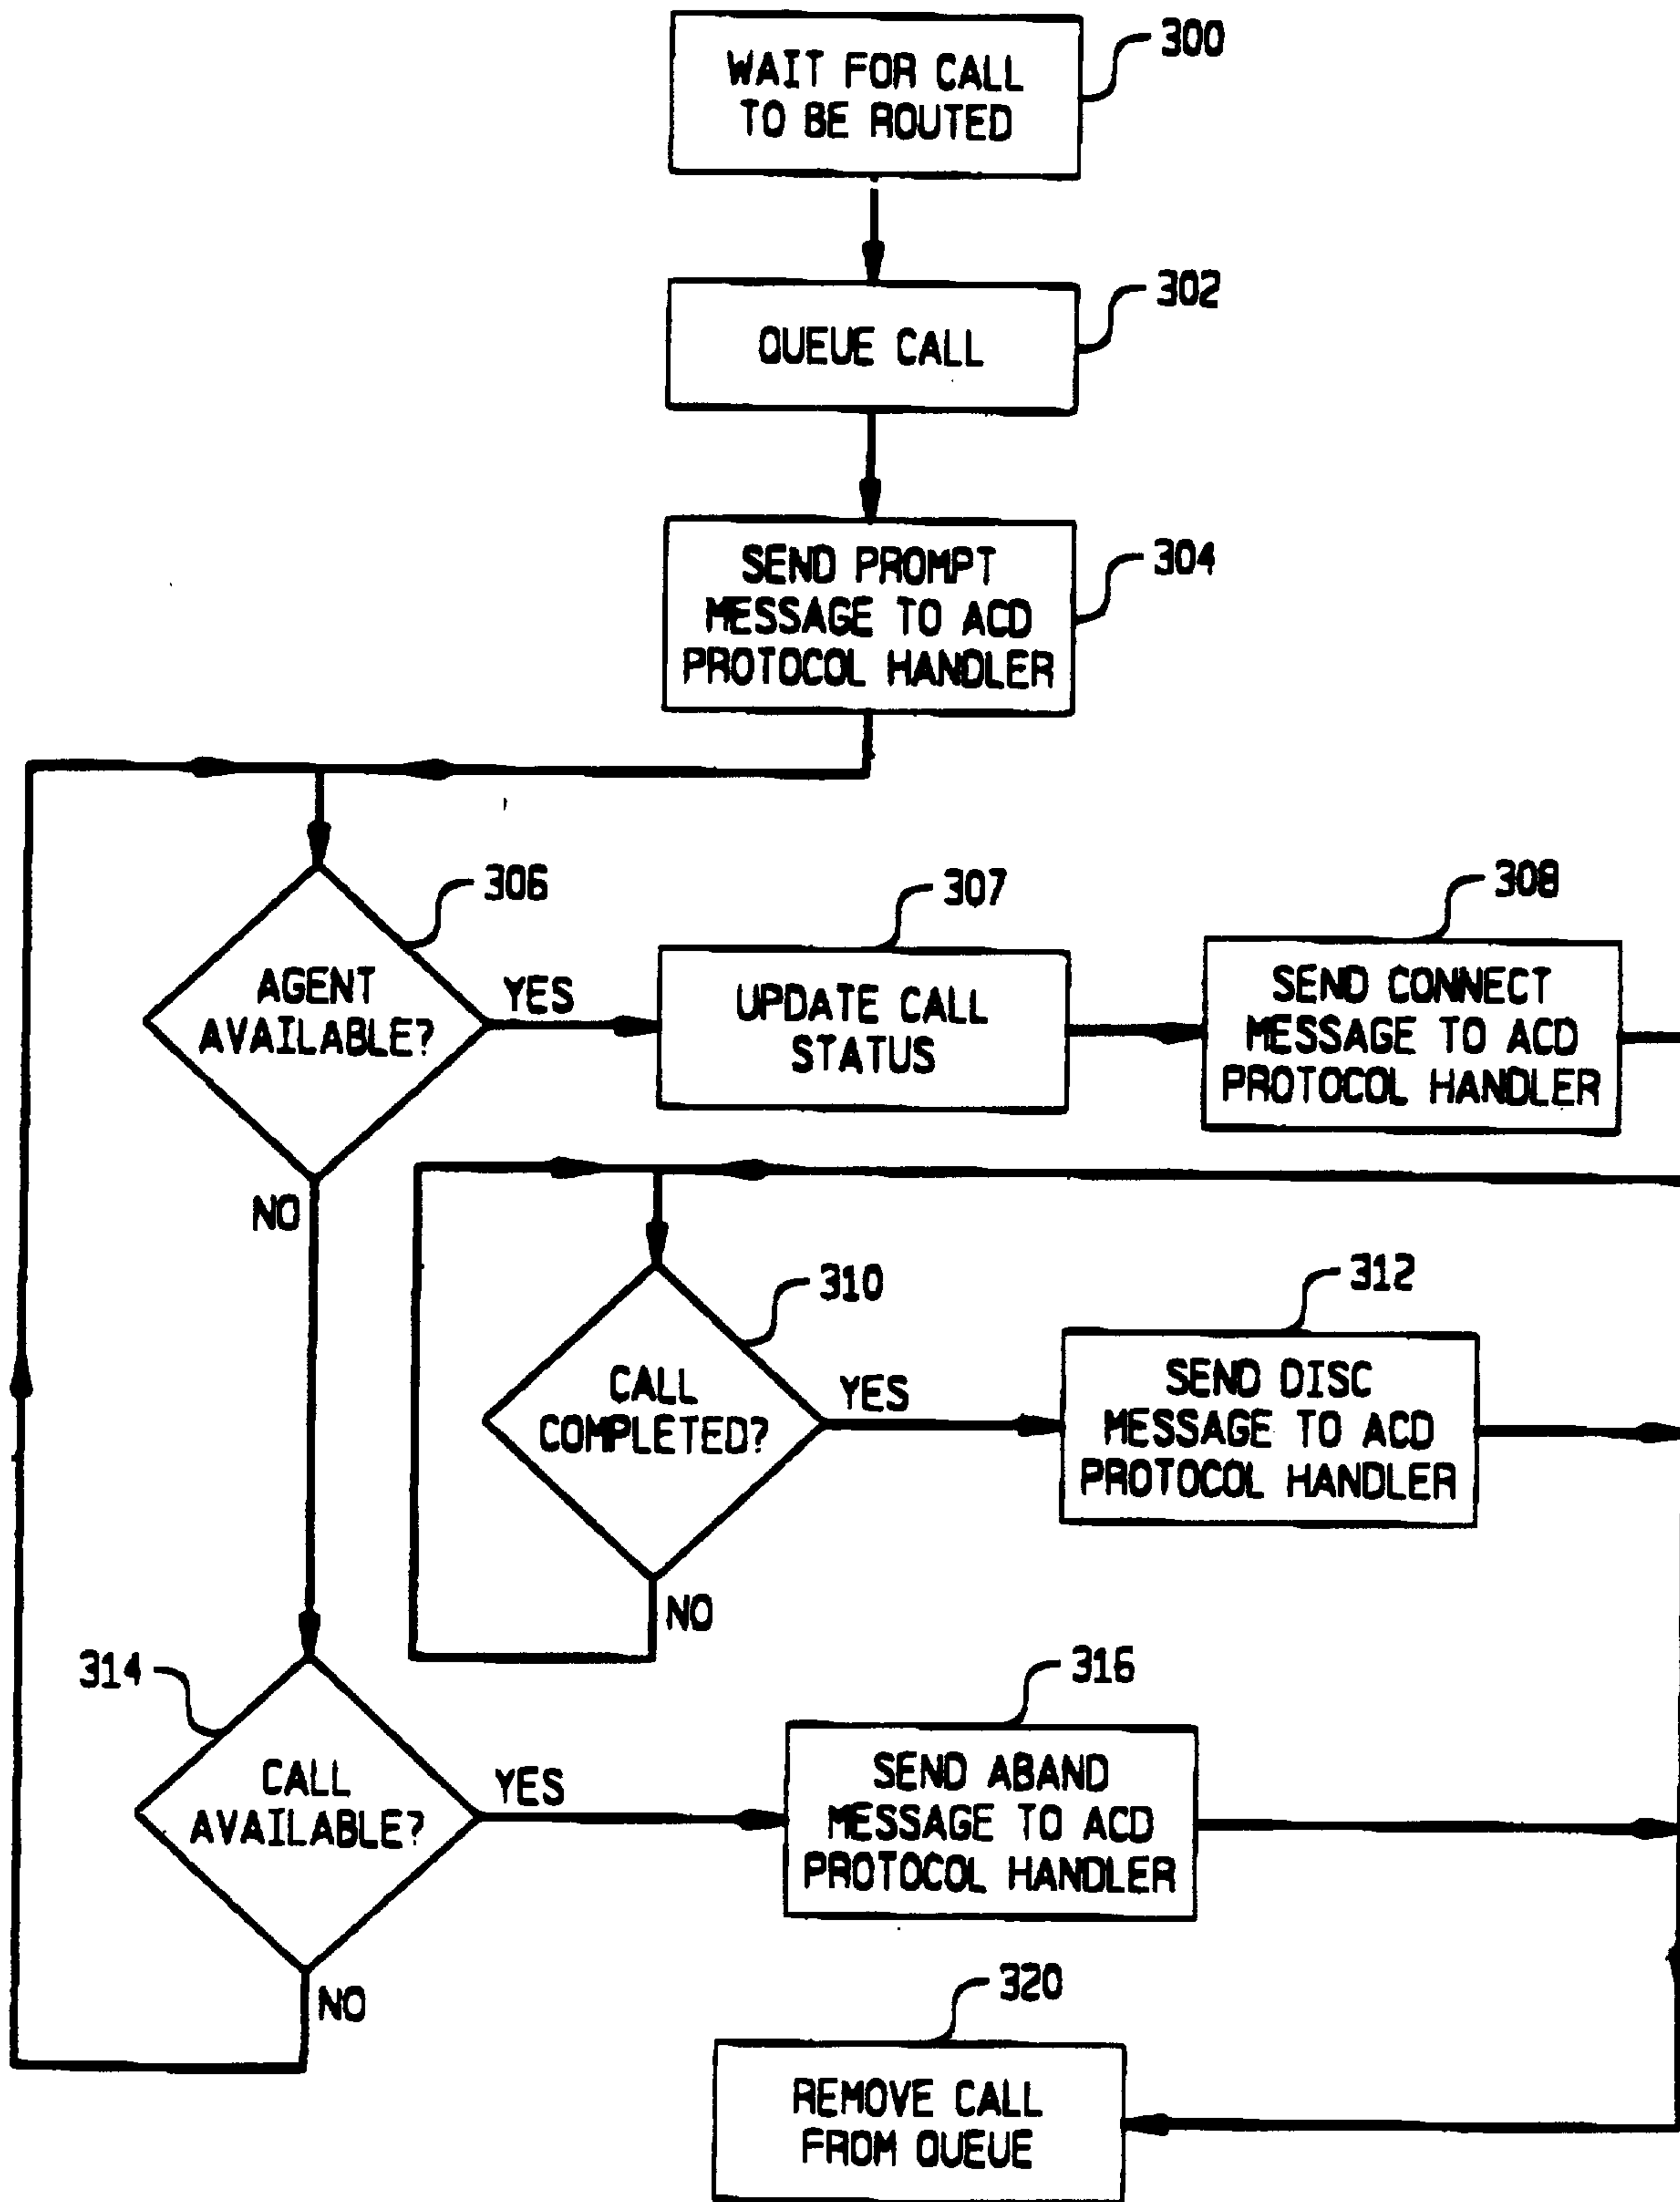 300
WAIT FOR CALL
TO BE ROUTED
302
QUEUE CALL
304
SEND PROMPT
MESSAGE TO ACD
PROTOCOL HANDLER
306
AGENT
AVAILABLE?
YES
NO
307
UPDATE CALL
STATUS
308
SEND CONNECT
MESSAGE TO ACD
PROTOCOL HANDLER
310
CALL
COMPLETED?
YES
NO
312
SEND DISC
MESSAGE TO ACD
PROTOCOL HANDLER
314
CALL
AVAILABLE?
YES
NO
316
SEND ABAND
MESSAGE TO ACD
PROTOCOL HANDLER
320
REMOVE CALL
FROM QUEUE